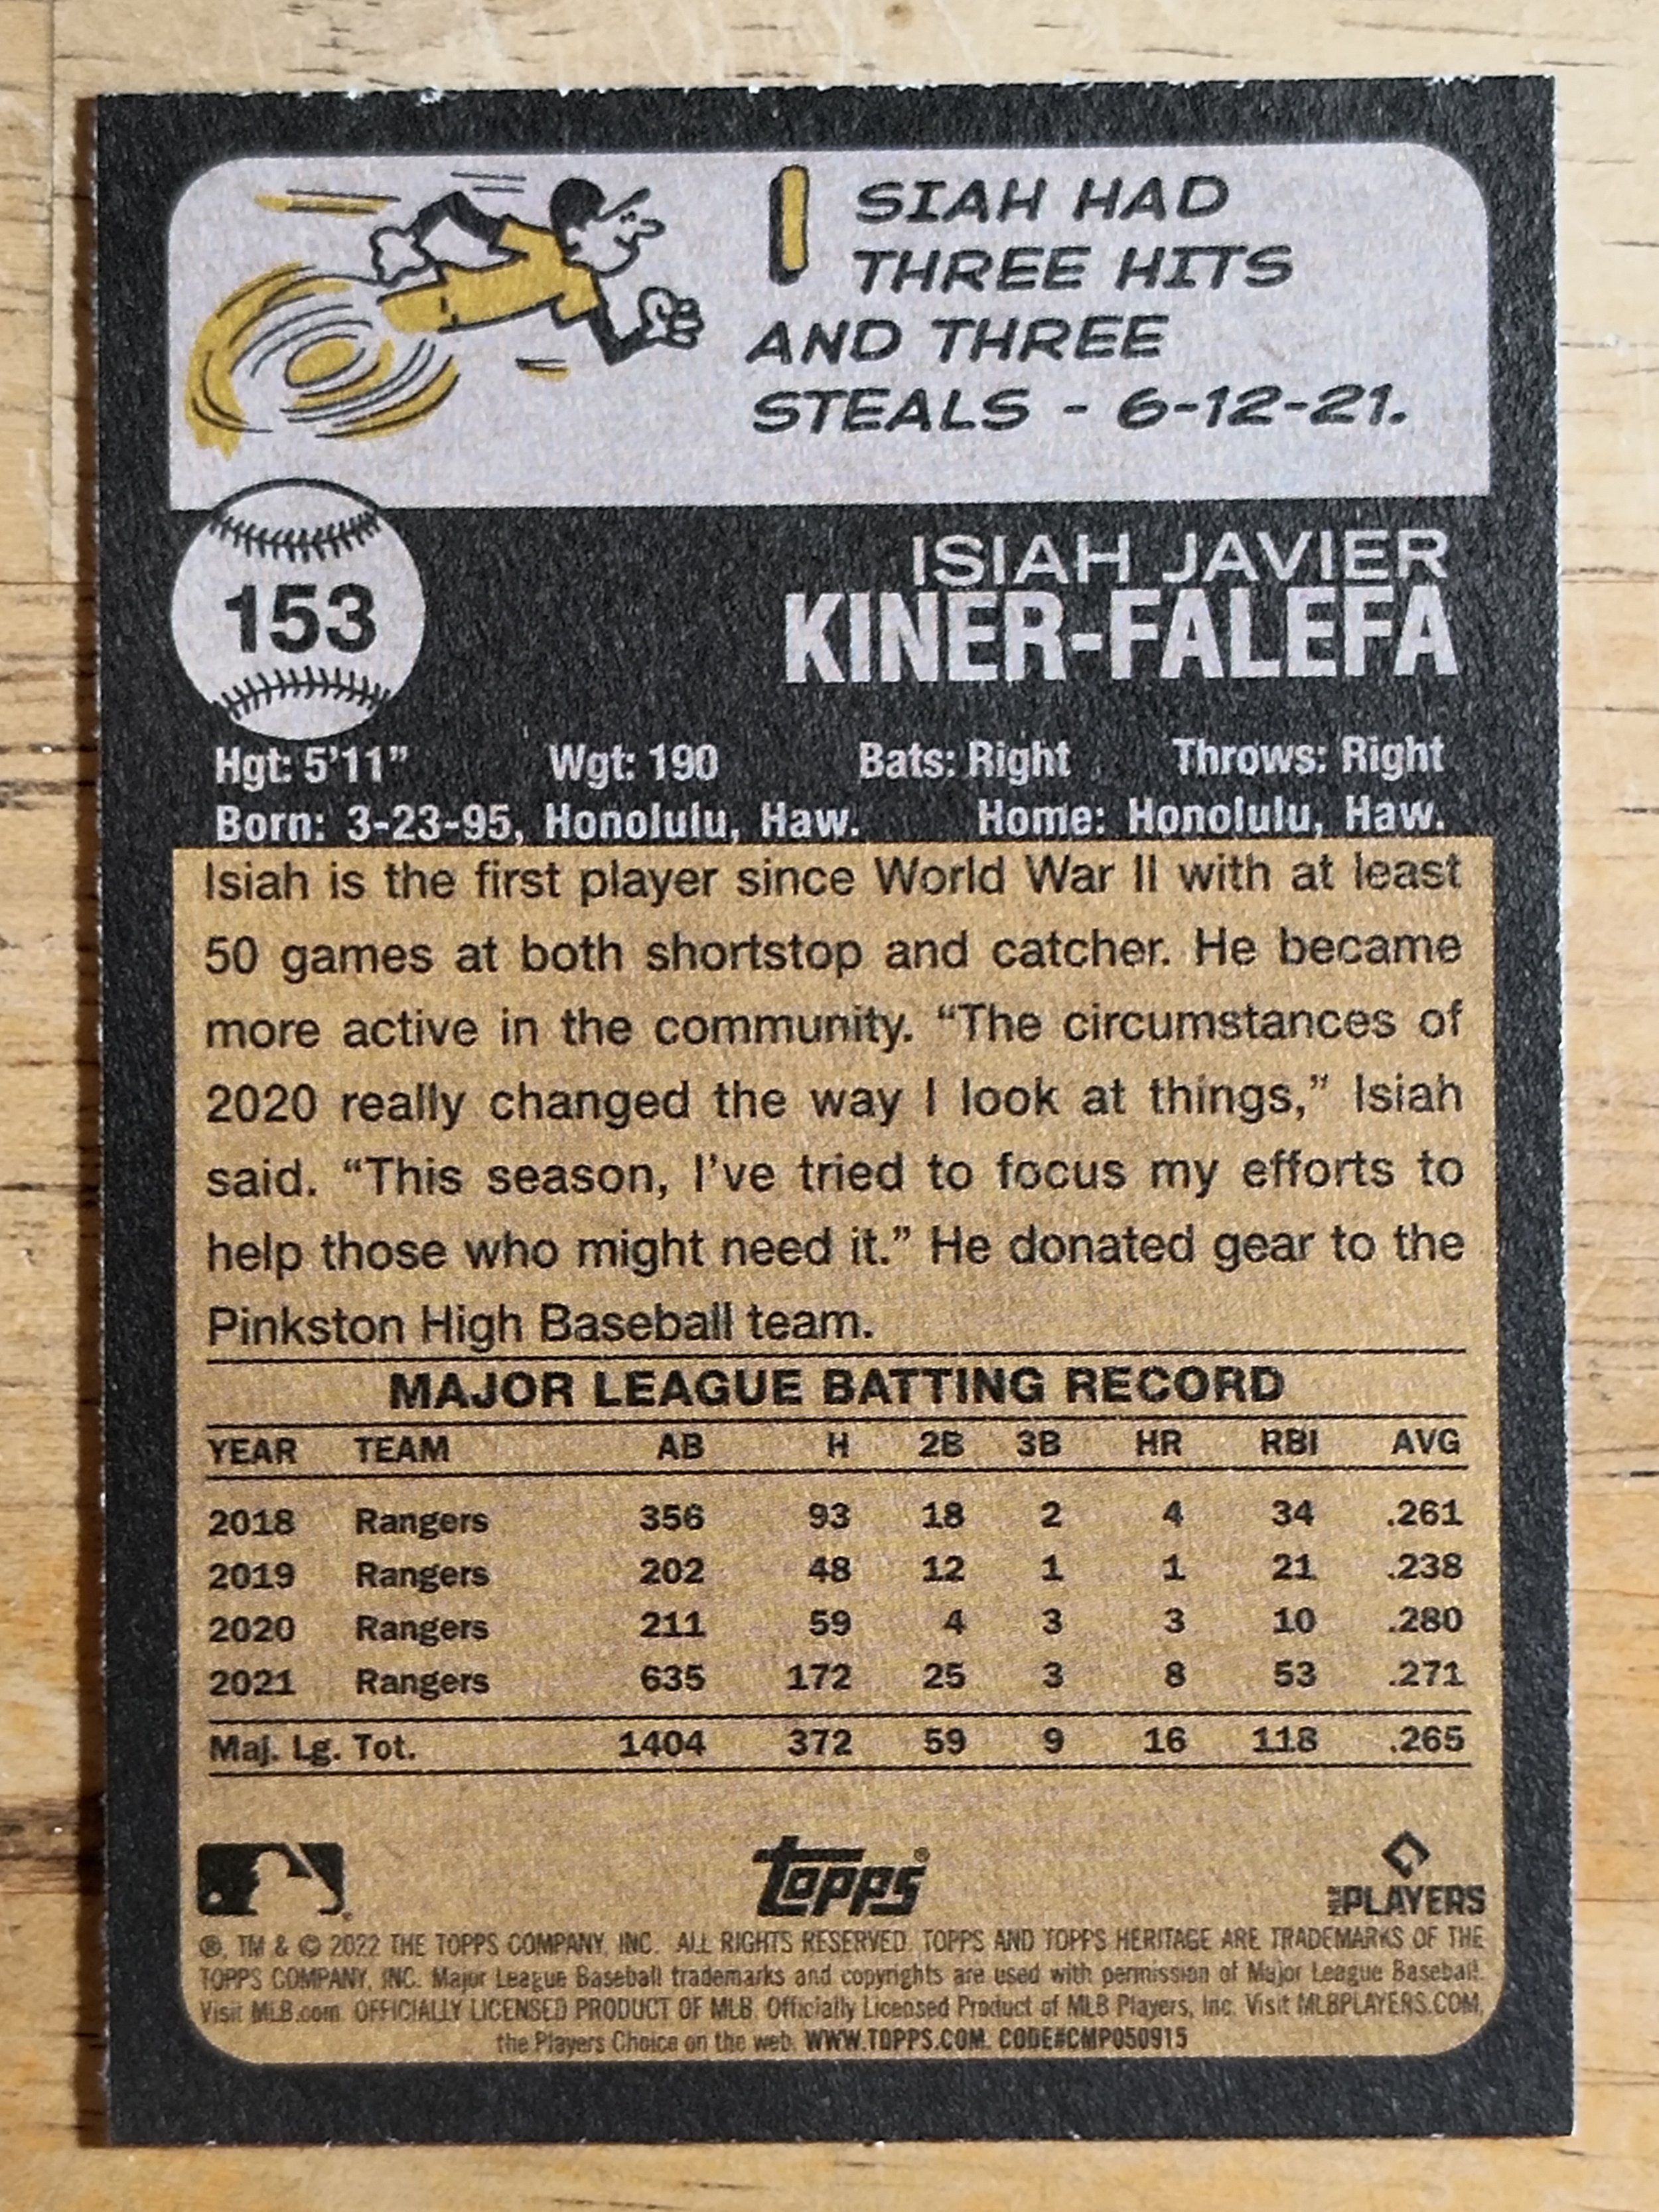 ISIAH HAD
THREE HITS
AND THREE
STEALS - 6-12-21.
153
ISIAH JAVIER
KINER-FALEFA
Hgt: 5'11" Wgt: 190 Bats: Right Throws: Right
Born: 3-23-95, Honolulu, Haw. Home: Honolulu, Haw.
Isiah is the first player since World War II with at least
50 games at both shortstop and catcher. He became
more active in the community. “The circumstances of
2020 really changed the way I look at things,” Isiah
said. “This season, I’ve tried to focus my efforts to
help those who might need it.” He donated gear to the
Pinkston High Baseball team.
MAJOR LEAGUE BATTING RECORD
YEAR TEAM AB H 2B 3B HR RBI AVG
2018 Rangers 356 93 18 2 4 34 .261
2019 Rangers 202 48 12 1 1 21 .238
2020 Rangers 211 59 4 3 3 10 .280
2021 Rangers 635 172 25 3 8 53 .271
Maj. Lg. Tot. 1404 372 59 9 16 118 .265
topps®
MLB PLAYERS
®, TM & © 2022 THE TOPPS COMPANY, INC. ALL RIGHTS RESERVED. TOPPS AND TOPPS HERITAGE ARE TRADEMARKS OF THE
TOPPS COMPANY, INC. Major League Baseball trademarks and copyrights are used with permission of Major League Baseball.
Visit MLB.com. OFFICIALLY LICENSED PRODUCT OF MLB. Officially Licensed Product of MLB Players, Inc. Visit MLBPLAYERS.COM,
the Players Choice on the web. WWW.TOPPS.COM. CODE#CMP050915